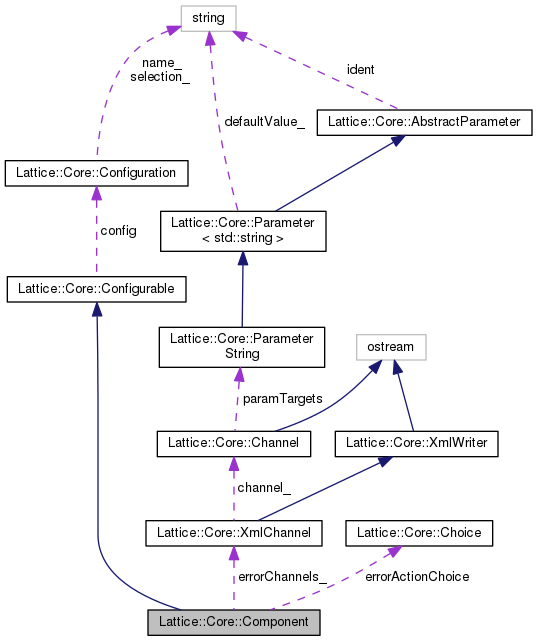 string
name_
selection_
ident
defaultValue_
Lattice::Core::AbstractParameter
Lattice::Core::Configuration
Lattice::Core::Parameter
< std::string >
config
Lattice::Core::Configurable
Lattice::Core::Parameter
String
ostream
paramTargets
Lattice::Core::Channel
Lattice::Core::XmlWriter
channel_
Lattice::Core::XmlChannel
Lattice::Core::Choice
errorChannels_
errorActionChoice
Lattice::Core::Component